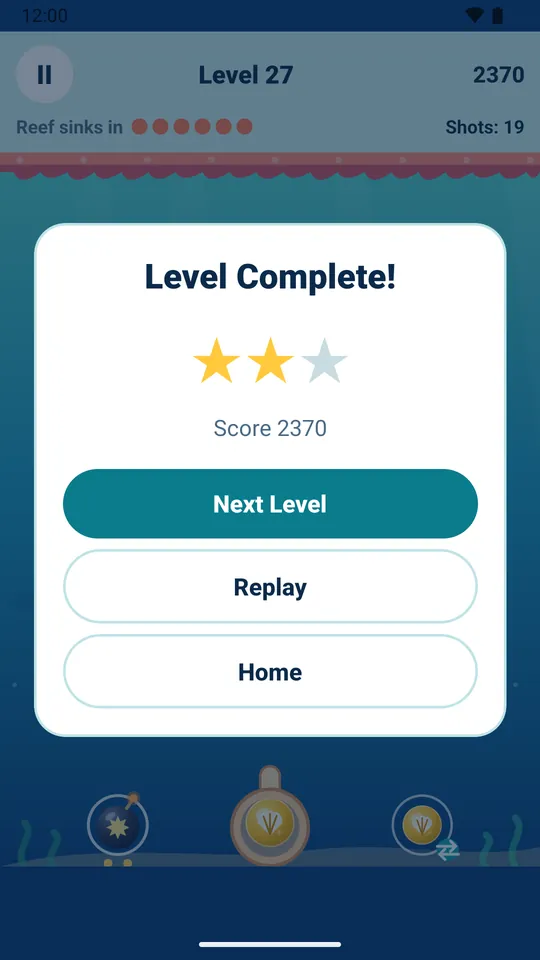 12:00
Level 27
2370
Reef sinks in
Shots: 19
Level Complete!
Score 2370
Next Level
Replay
Home